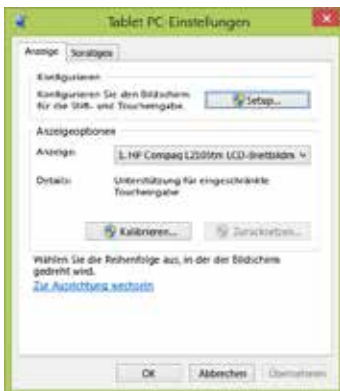 Tablet PC-Einstellungen
Anzeige Sonstiges
Konfigurieren
Konfigurieren Sie den Bildschirm
für die Stift- und Toucheingabe.
Setup...
Anzeigeoptionen
Anzeige:
1. HP Compaq L2105tm LCD-Breitbildm
Details:
Unterstützung für eingeschränkte
Toucheingabe
Kalibrieren... Zurücksetzen...
Wählen Sie die Reihenfolge aus, in der der Bildschirm
gedreht wird.
Zur Ausrichtung wechseln
OK Abbrechen Übernehmen